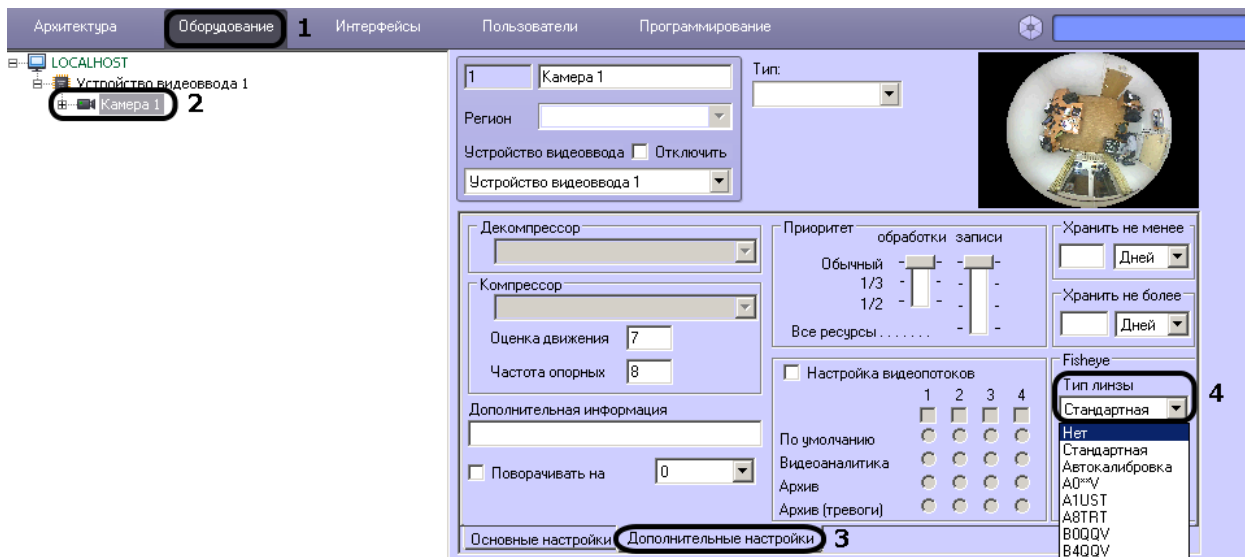 Архитектура Оборудование 1 Интерфейсы Пользователи Программирование
LOCALHOST
Устройство видеоввода 1
Камера 1 2
1 Камера 1
Тип:
Регион
Устройство видеоввода Отключить
Устройство видеоввода 1
Декомпрессор
Компрессор
Оценка движения 7
Частота опорных 8
Дополнительная информация
Поворачивать на 0
Приоритет
обработки записи
Обычный
1/3
1/2
Все ресурсы . . . . . . .
Настройка видеопотоков
1 2 3 4
По умолчанию
Видеоаналитика
Архив
Архив (тревоги)
Хранить не менее
Дней
Хранить не более
Дней
Fisheye
Тип линзы
Стандартная 4
Нет
Стандартная
Автокалибровка
A0**V
A1UST
A8TRT
B0QQV
B4QQV
Основные настройки Дополнительные настройки 3